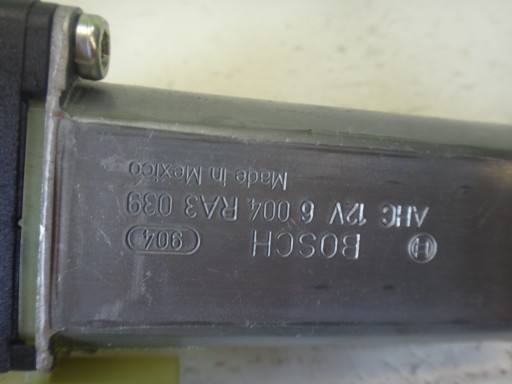 BOSCH 904
AHC 12V 6 004 RA3 039
Made In Mexico